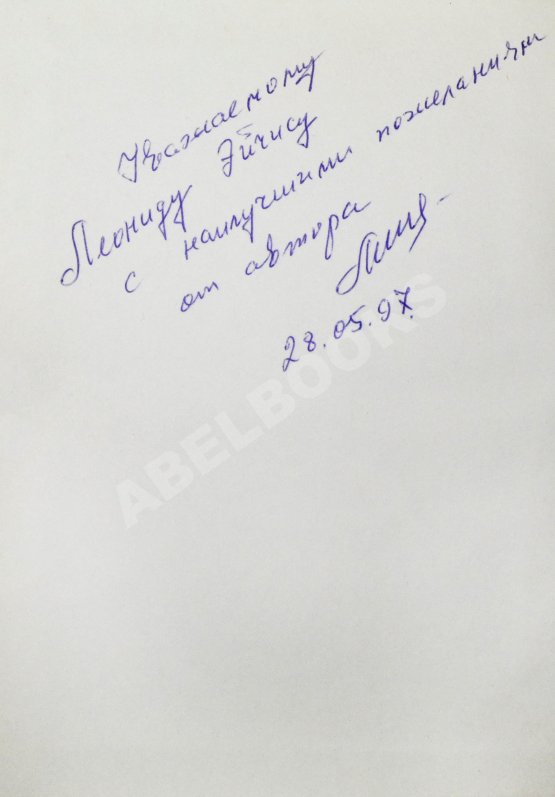 Уважаемому
Леониду Эйчису
с наилучшими пожеланиями
от автора
28.05.97.
ABELBOOKS